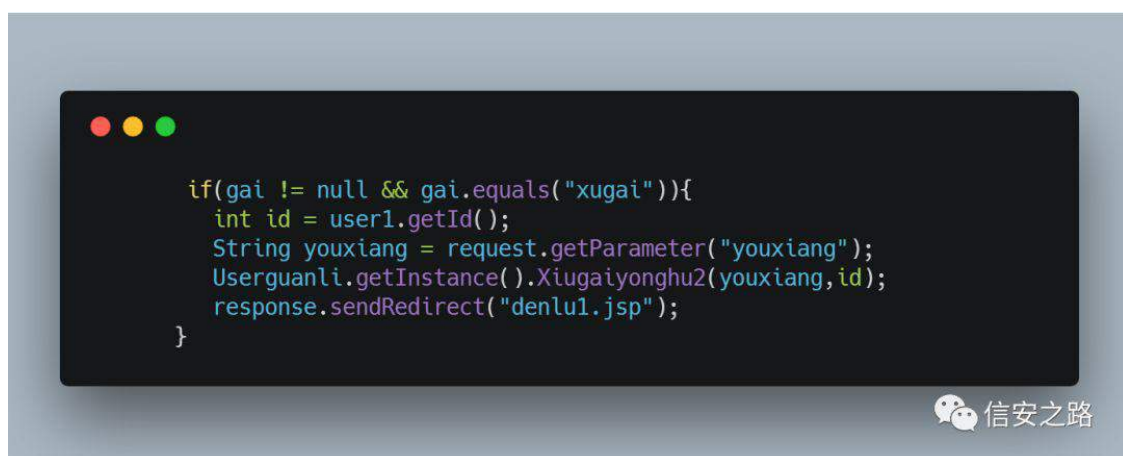 if(gai != null && gai.equals("xugai")){
int id = user1.getId();
String youxiang = request.getParameter("youxiang");
Userguanli.getInstance().Xiugaiyonghu2(youxiang,id);
response.sendRedirect("denlu1.jsp");
}
信安之路